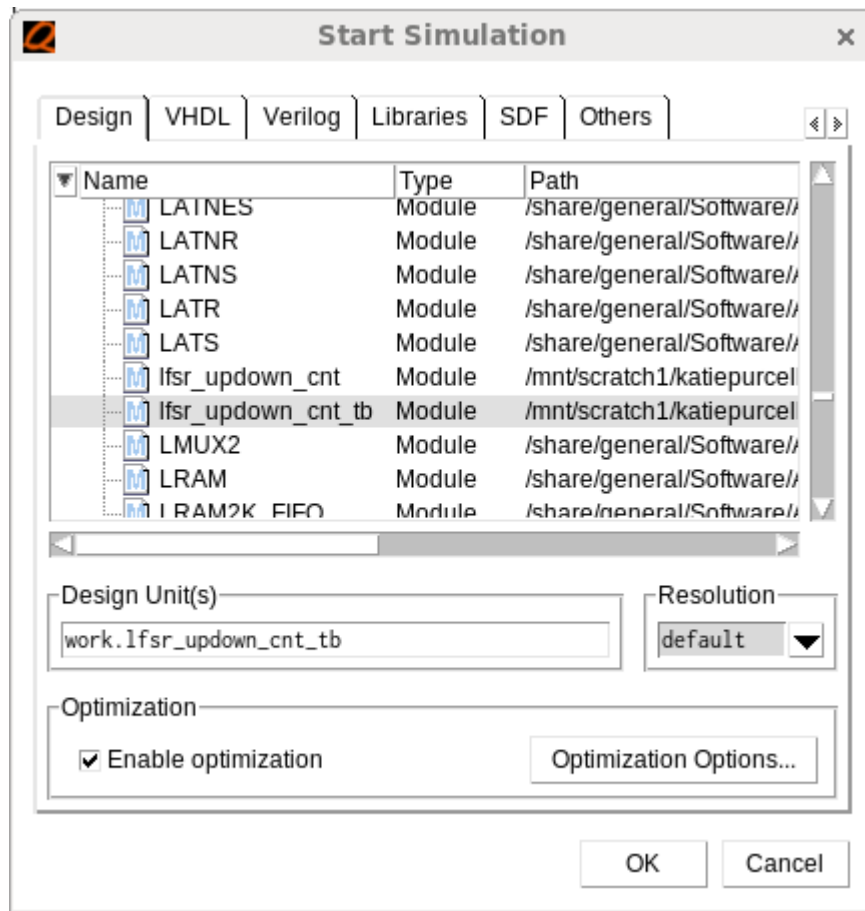 Start Simulation
Design VHDL Verilog Libraries SDF Others
Name Type Path
LATNES Module /share/general/Software//
LATNR Module /share/general/Software//
LATNS Module /share/general/Software//
LATR Module /share/general/Software//
LATS Module /share/general/Software//
lfsr_updown_cnt Module /mnt/scratch1/katiepurcel
lfsr_updown_cnt_tb Module /mnt/scratch1/katiepurcel
LMUX2 Module /share/general/Software//
LRAM Module /share/general/Software//
LRAM2K_FIFO Module /share/general/Software//
Design Unit(s) Resolution
work.lfsr_updown_cnt_tb default
Optimization
Enable optimization Optimization Options...
OK Cancel